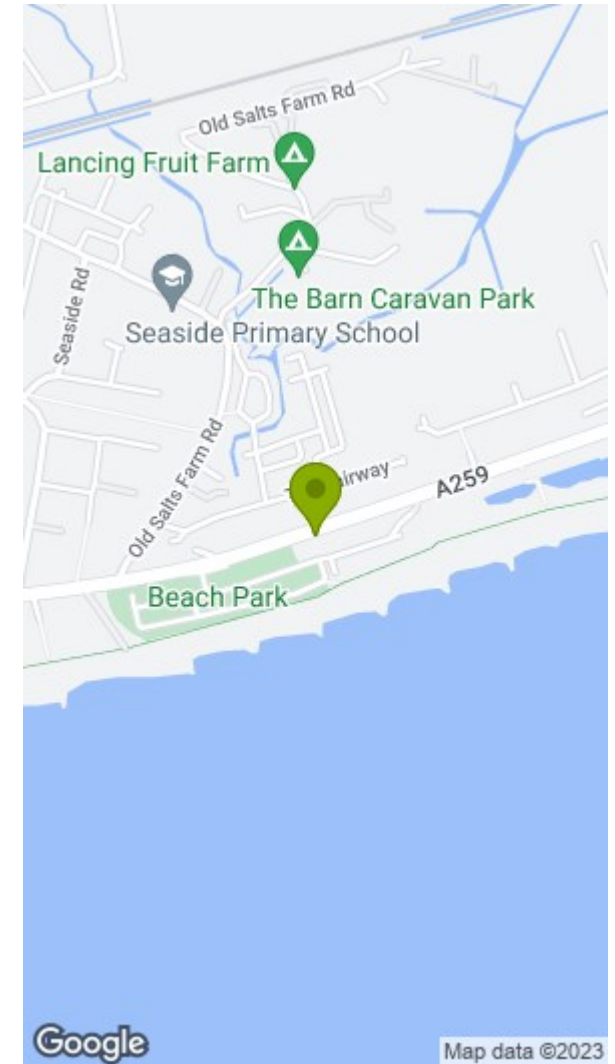 Old Salts Farm Rd
Lancing Fruit Farm
The Barn Caravan Park
Seaside Primary School
Seaside Rd
Old Salts Farm Rd
irway
A259
Beach Park
Google
Map data ©2023